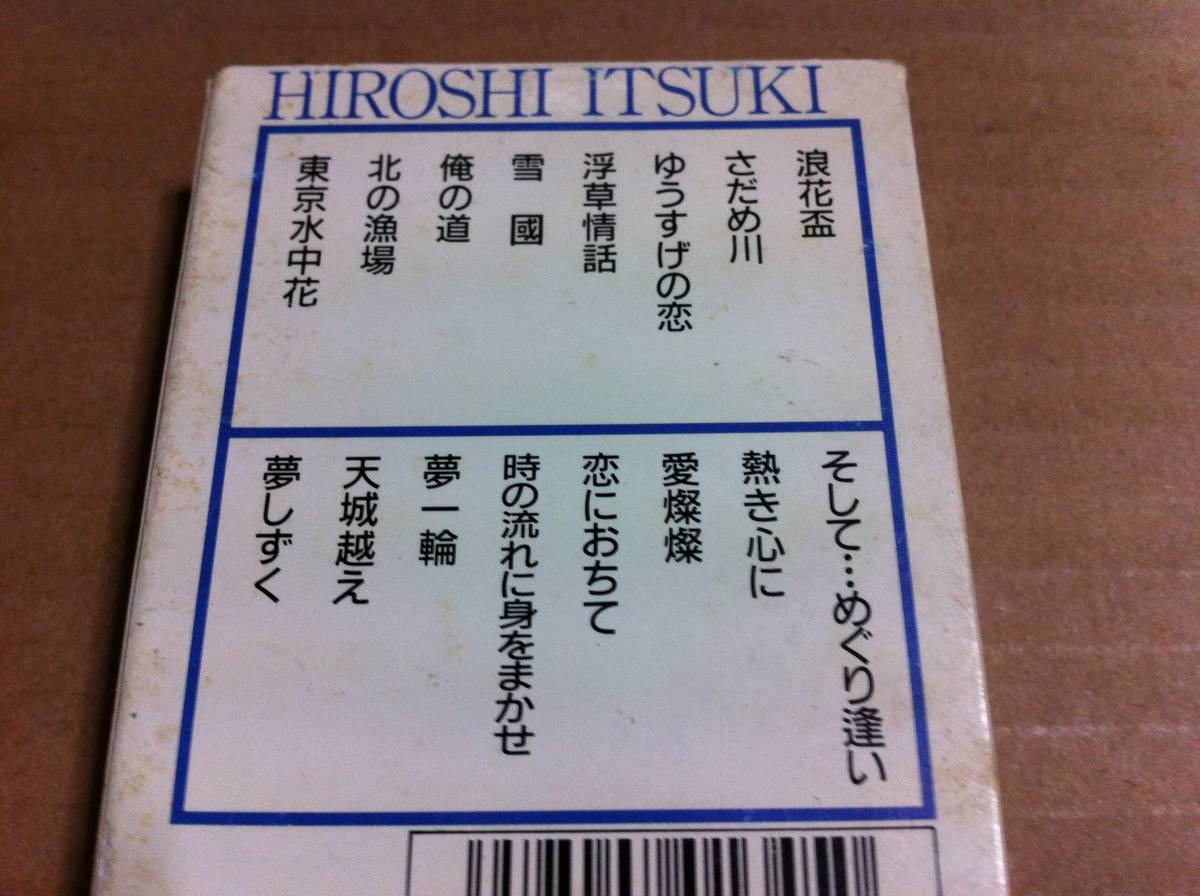 HIROSHI ITSUKI
浪花盃
さだめ川
ゆうすげの恋
浮草情話
雪國
俺の道
北の漁場
東京水中花
そして…めぐり逢い
熱き心に
愛燦燦
恋におちて
時の流れに身をまかせ
夢一輪
天城越え
夢しずく